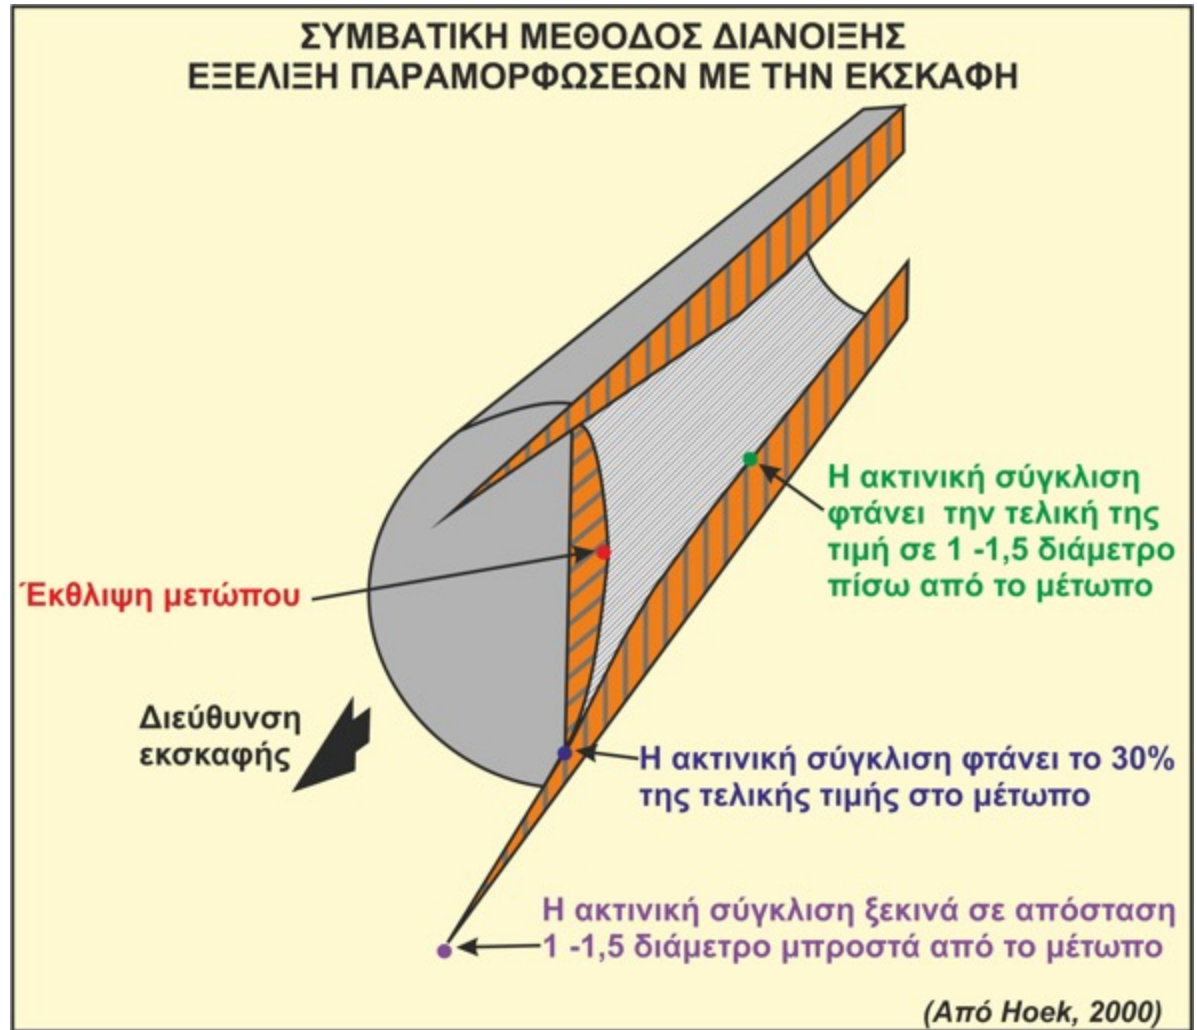 ΣΥΜΒΑΤΙΚΗ ΜΕΘΟΔΟΣ ΔΙΑΝΟΙΞΗΣ
ΕΞΕΛΙΞΗ ΠΑΡΑΜΟΡΦΩΣΕΩΝ ΜΕ ΤΗΝ ΕΚΣΚΑΦΗ
Η ακτινική σύγκλιση
φτάνει την τελική της
τιμή σε 1 -1,5 διάμετρο
πίσω από το μέτωπο
Έκθλιψη μετώπου
Διεύθυνση
εκσκαφής
Η ακτινική σύγκλιση φτάνει το 30%
της τελικής τιμής στο μέτωπο
Η ακτινική σύγκλιση ξεκινά σε απόσταση
1 -1,5 διάμετρο μπροστά από το μέτωπο
(Από Hoek, 2000)